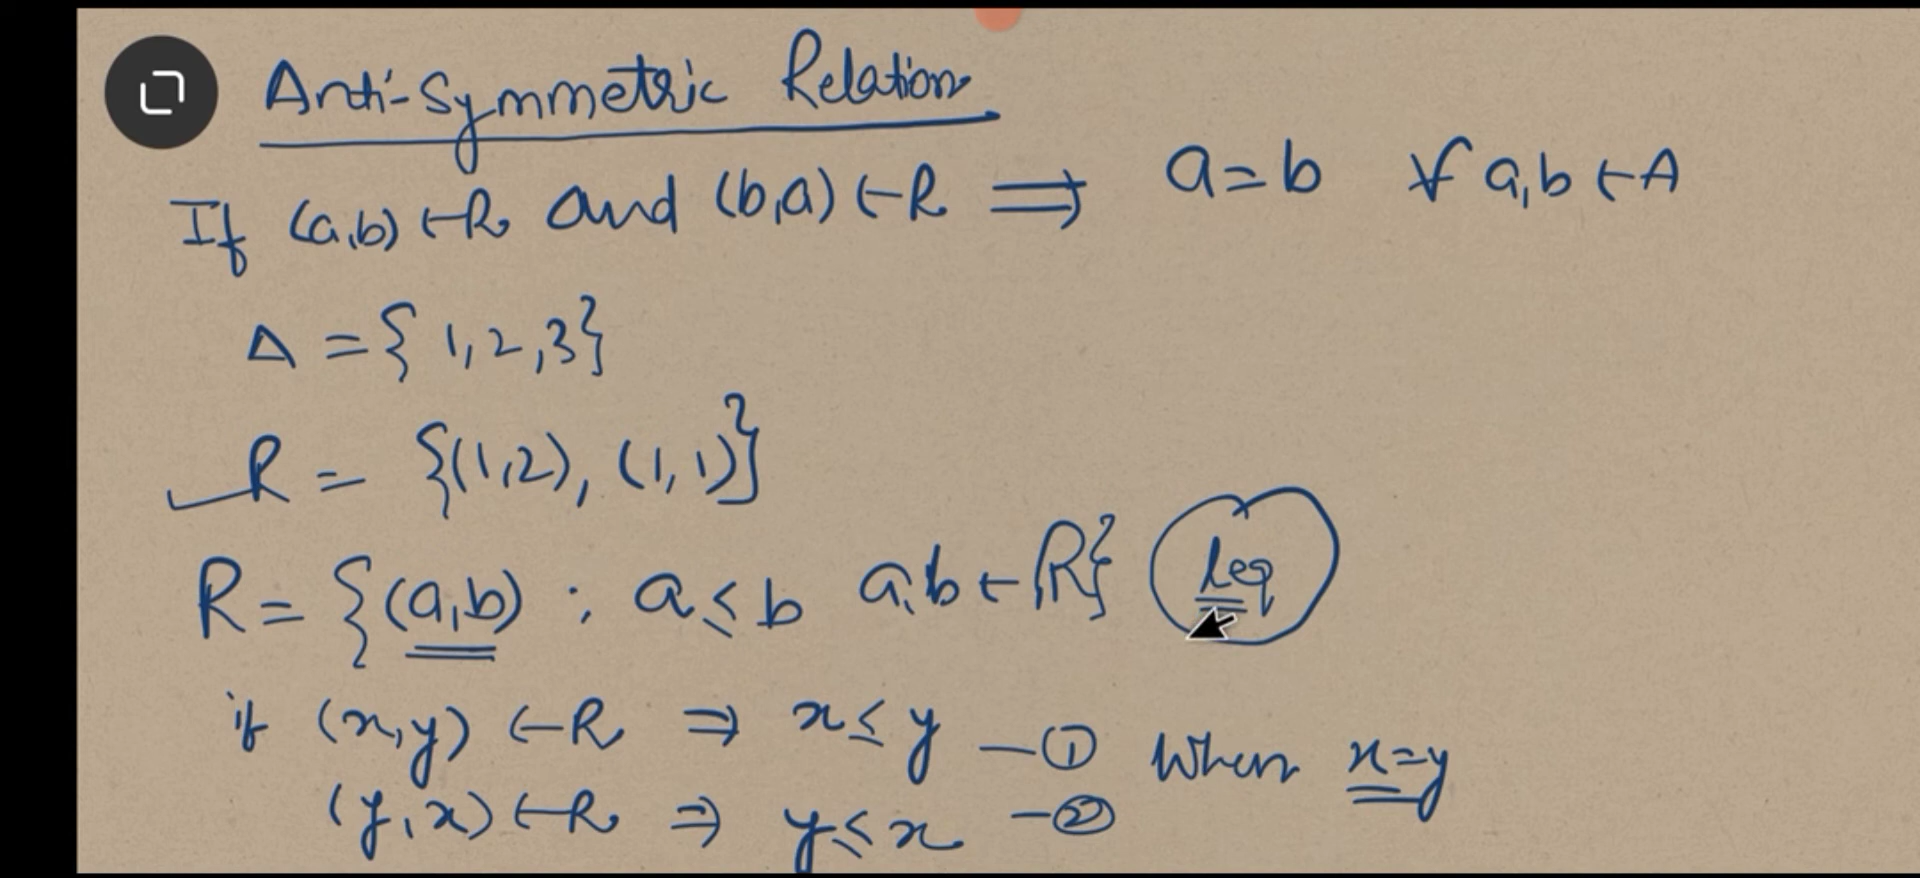 Anti-Symmetric Relation
If (a,b) ∈ R and (b,a) ∈ R ⇒ a=b ∀ a,b ∈ A
A = { 1,2,3}
R = {(1,2), (1,1)}
R = {(a,b) : a ≤ b a,b ∈ R} leq
if (x,y) ∈ R ⇒ x ≤ y — ① When x=y
(y,x) ∈ R ⇒ y ≤ x — ②